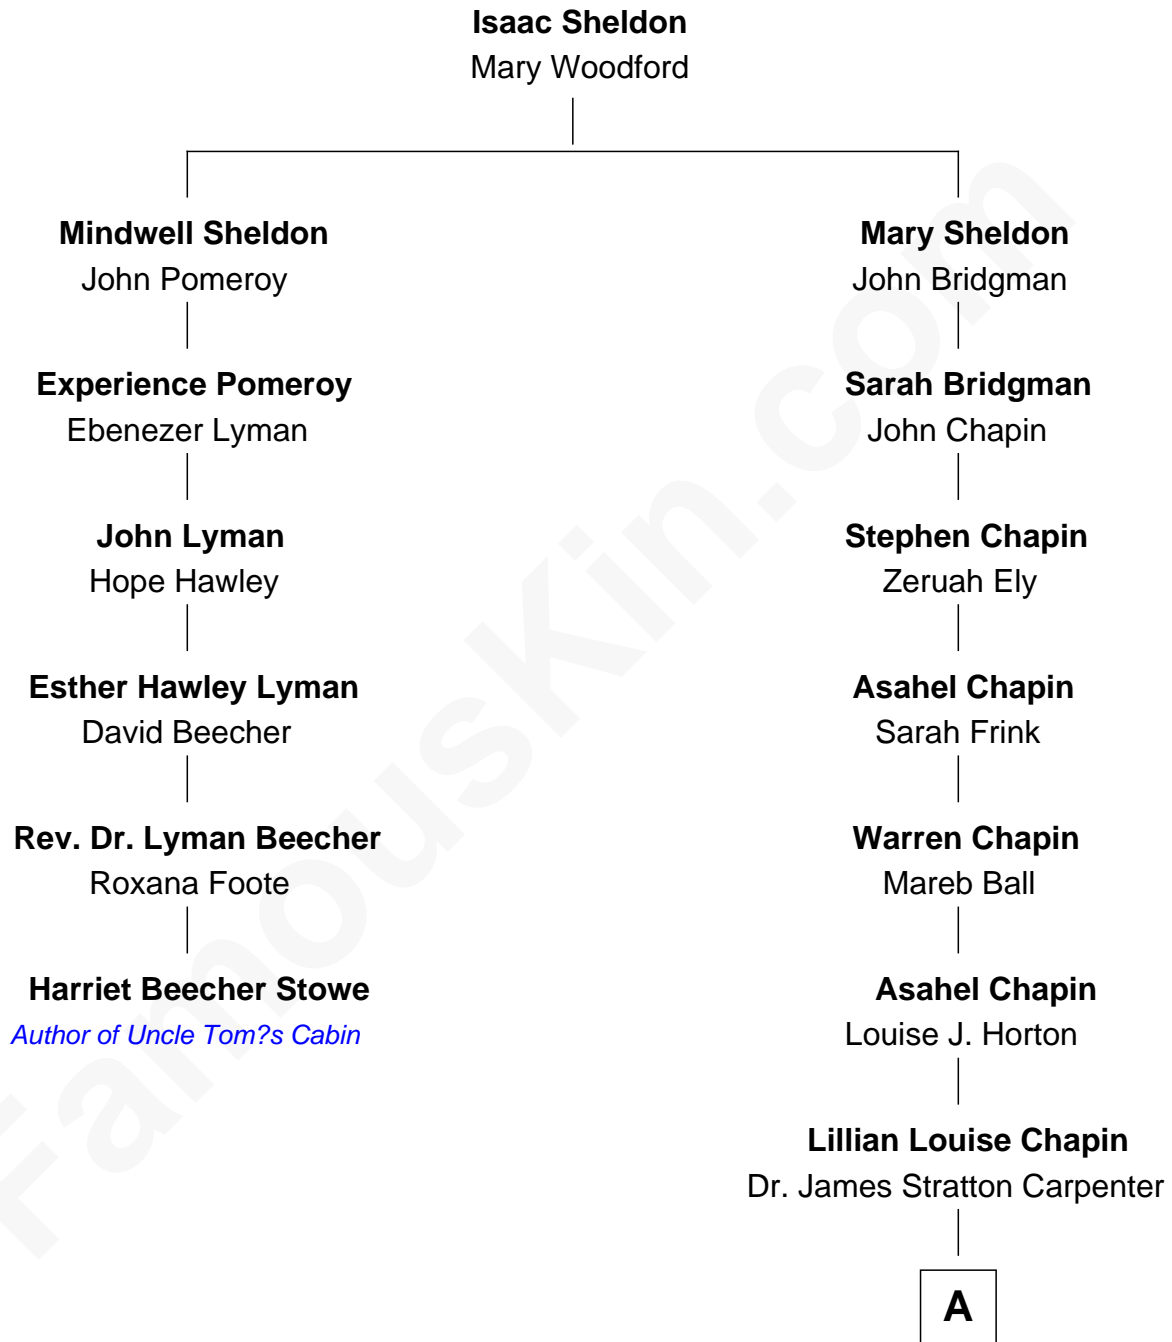 Isaac Sheldon
Mary Woodford
Mindwell Sheldon
John Pomeroy
Mary Sheldon
John Bridgman
Experience Pomeroy
Ebenezer Lyman
Sarah Bridgman
John Chapin
John Lyman
Hope Hawley
Stephen Chapin
Zeruah Ely
Esther Hawley Lyman
David Beecher
Asahel Chapin
Sarah Frink
Rev. Dr. Lyman Beecher
Roxana Foote
Warren Chapin
Mareb Ball
Harriet Beecher Stowe
Author of Uncle Tom?s Cabin
Asahel Chapin
Louise J. Horton
Lillian Louise Chapin
Dr. James Stratton Carpenter
A
FamousKin.com